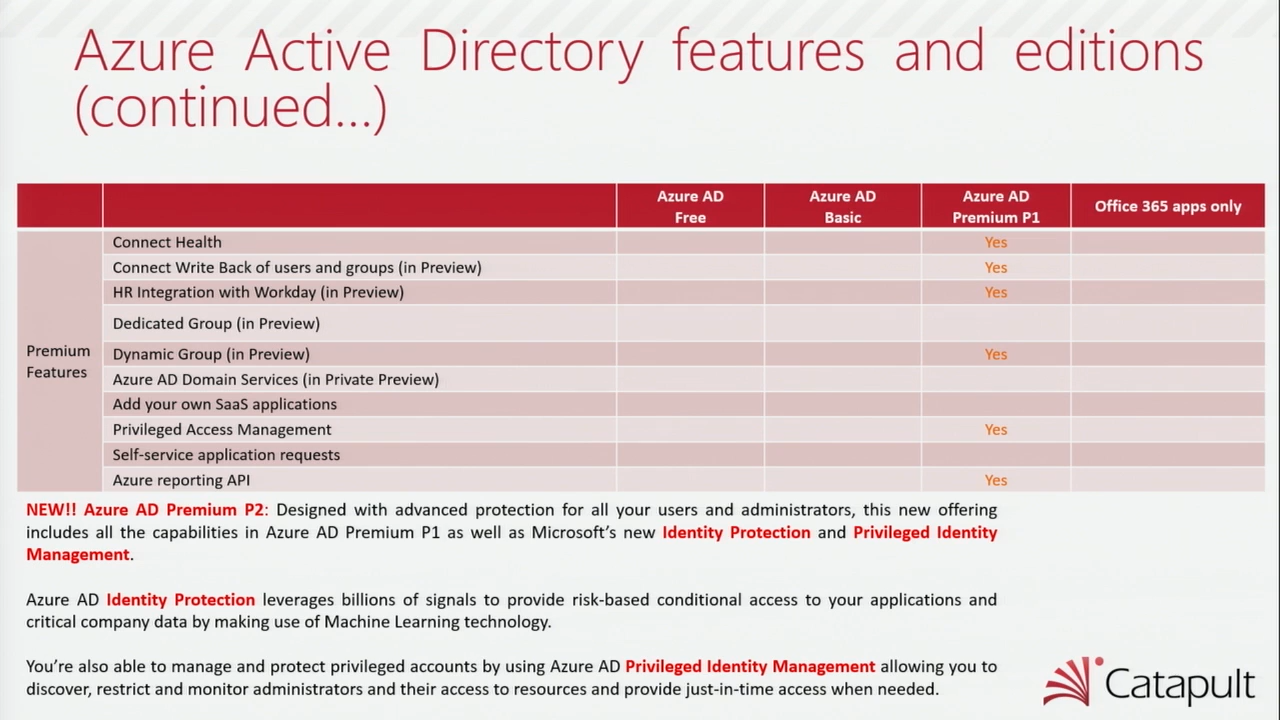 Azure Active Directory features and editions
(continued...)
Azure AD Free
Azure AD Basic
Azure AD Premium P1
Office 365 apps only
Premium Features
Connect Health Yes
Connect Write Back of users and groups (in Preview) Yes
HR Integration with Workday (in Preview) Yes
Dedicated Group (in Preview)
Dynamic Group (in Preview) Yes
Azure AD Domain Services (in Private Preview)
Add your own SaaS applications
Privileged Access Management Yes
Self-service application requests
Azure reporting API Yes
NEW!! Azure AD Premium P2: Designed with advanced protection for all your users and administrators, this new offering
includes all the capabilities in Azure AD Premium P1 as well as Microsoft's new Identity Protection and Privileged Identity
Management.
Azure AD Identity Protection leverages billions of signals to provide risk-based conditional access to your applications and
critical company data by making use of Machine Learning technology.
You're also able to manage and protect privileged accounts by using Azure AD Privileged Identity Management allowing you to
discover, restrict and monitor administrators and their access to resources and provide just-in-time access when needed.
Catapult